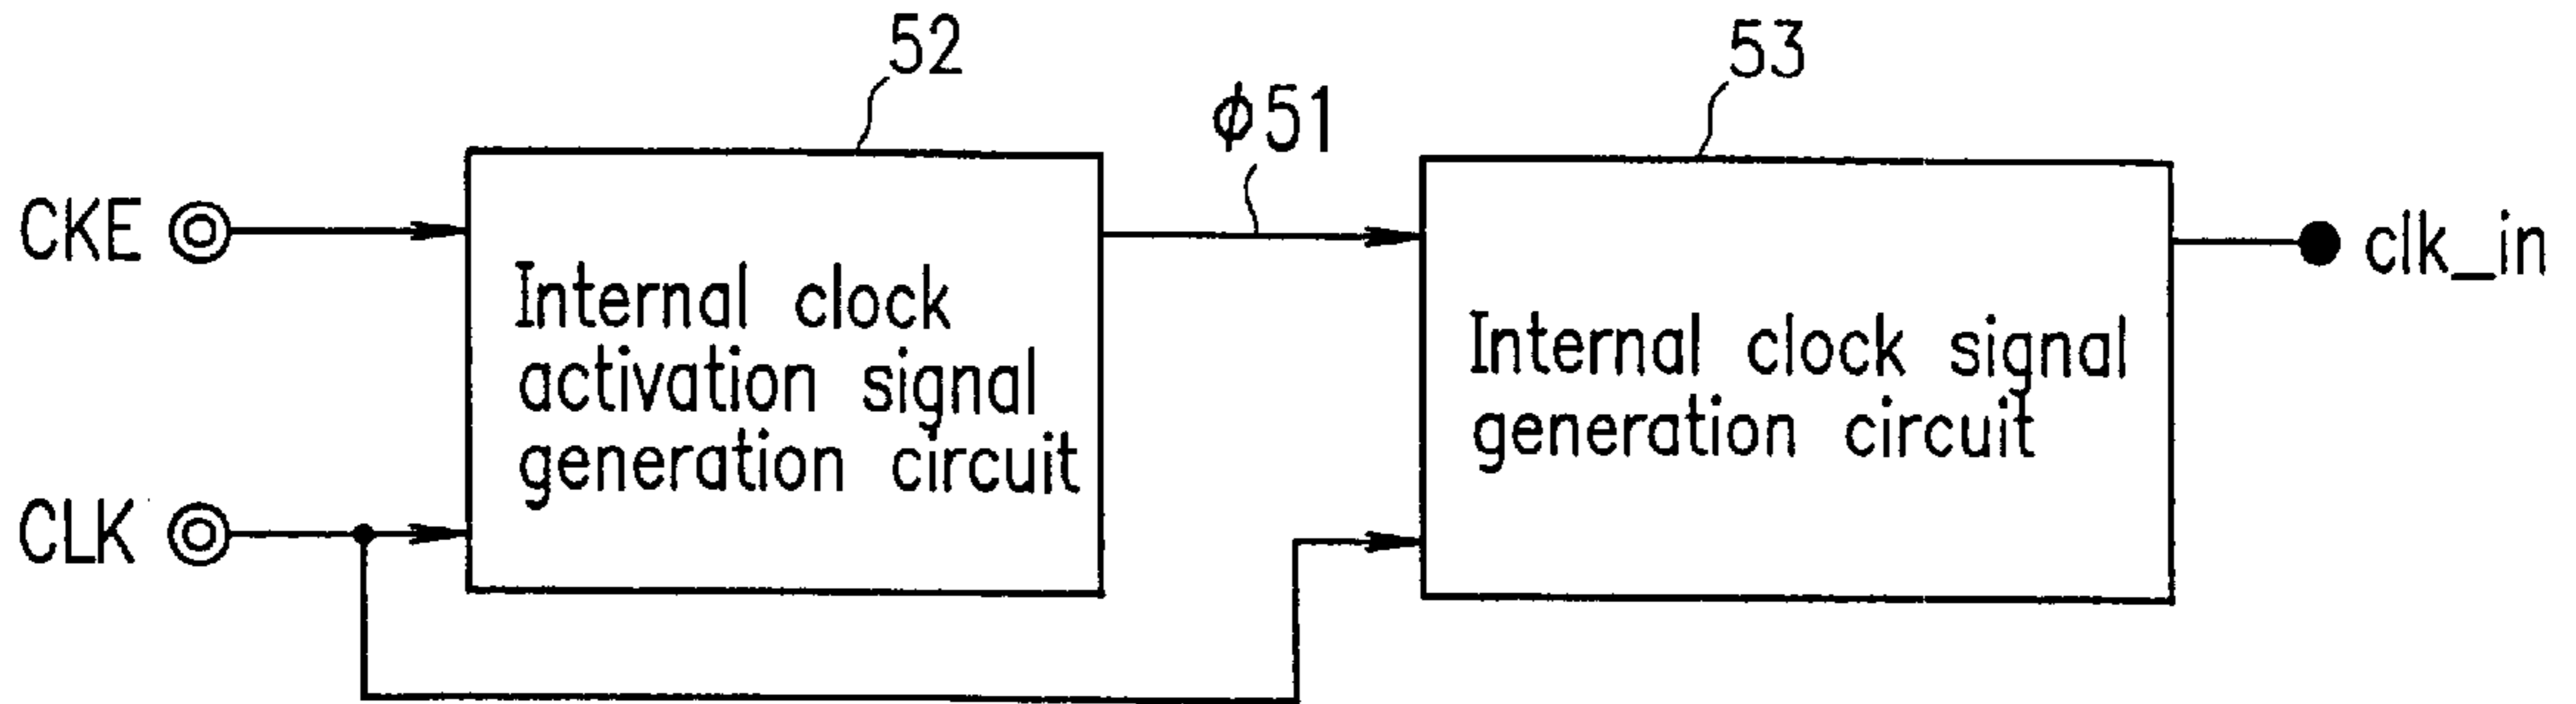 52
53
φ51
CKE
clk_in
Internal clock
activation signal
generation circuit
Internal clock signal
generation circuit
CLK